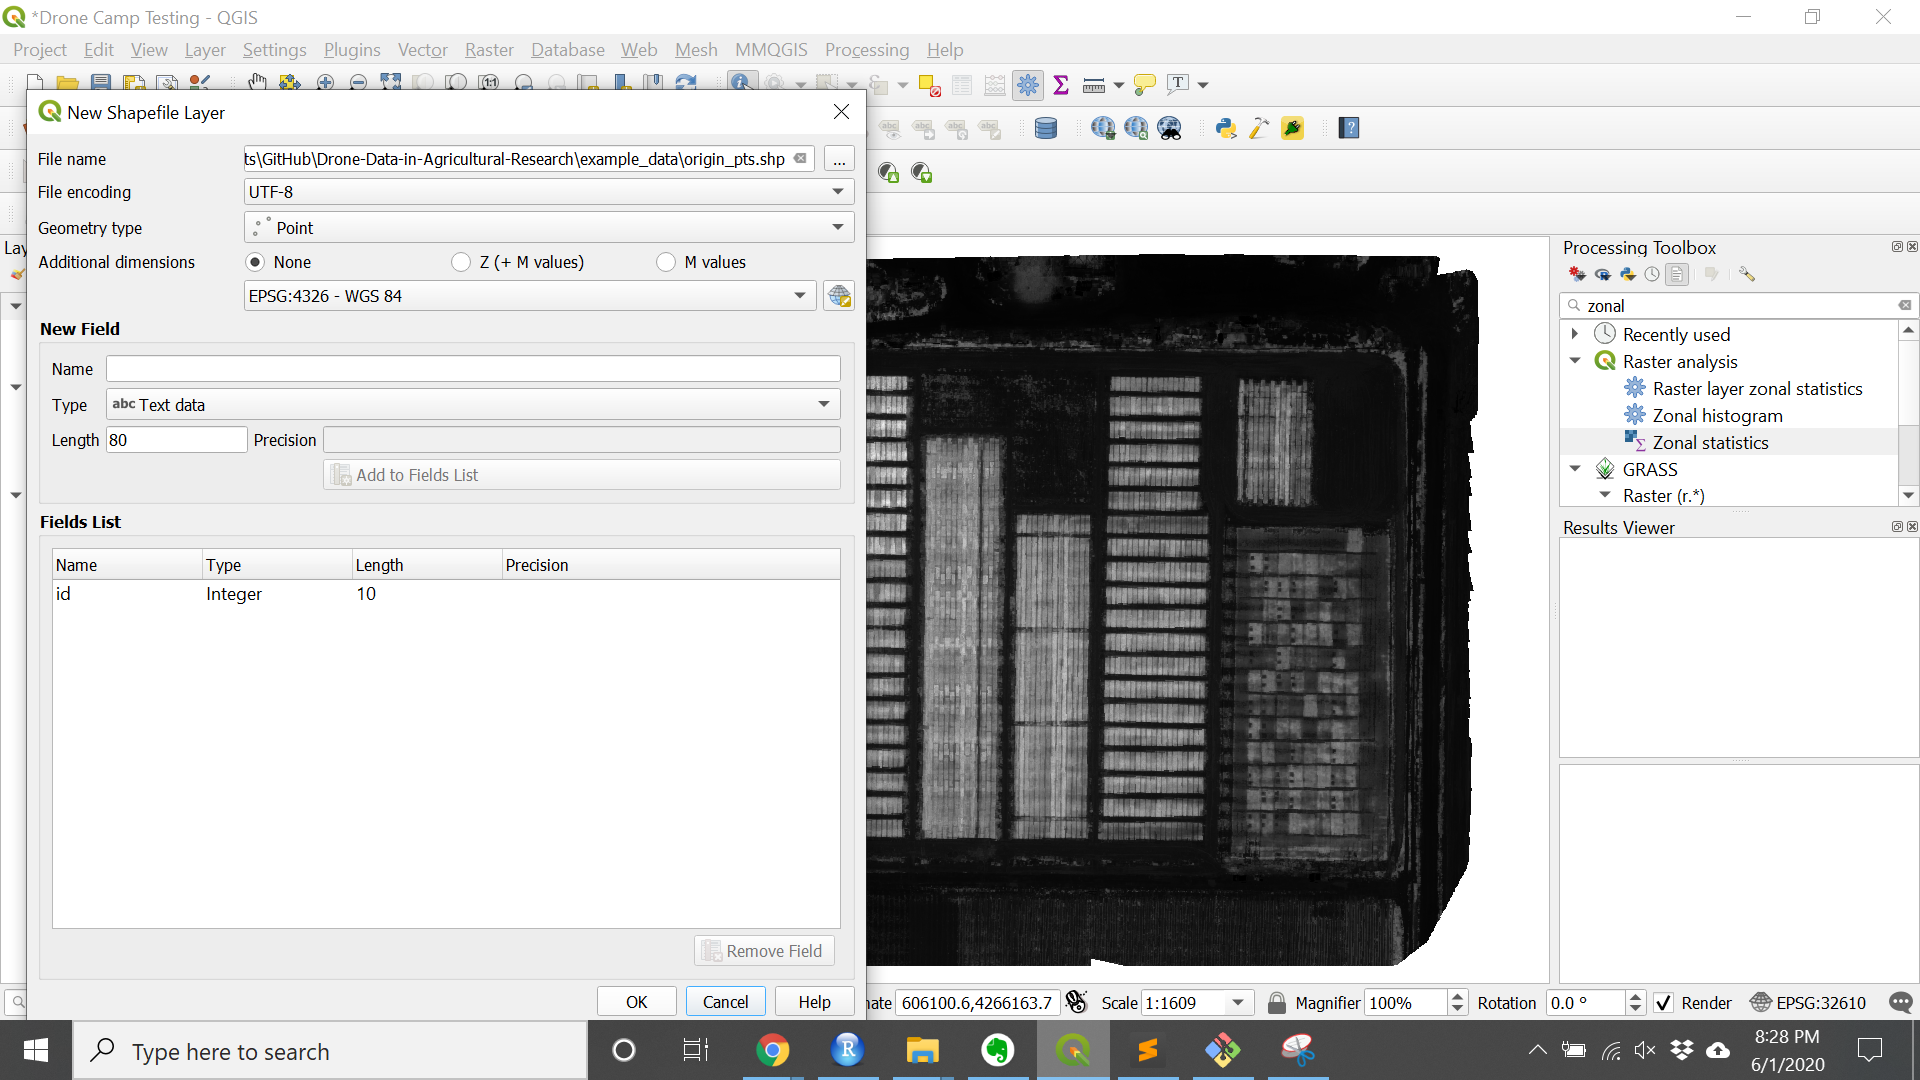 *Drone Camp Testing - QGIS
Project Edit View Layer Settings Plugins Vector Raster Database Web Mesh MMQGIS Processing Help
New Shapefile Layer
File name ts\GitHub\Drone-Data-in-Agricultural-Research\example_data\origin_pts.shp ...
File encoding UTF-8
Geometry type Point
Additional dimensions None Z (+ M values) M values
EPSG:4326 - WGS 84
New Field
Name
Type abc Text data
Length 80 Precision
Add to Fields List
Fields List
Name Type Length Precision
id Integer 10
Remove Field
OK Cancel Help
Lay
Processing Toolbox
zonal
Recently used
Raster analysis
Raster layer zonal statistics
Zonal histogram
Zonal statistics
GRASS
Raster (r.*)
Results Viewer
nate 606100.6,4266163.7 Scale 1:1609 Magnifier 100% Rotation 0.0 ° Render EPSG:32610
Type here to search
8:28 PM
6/1/2020